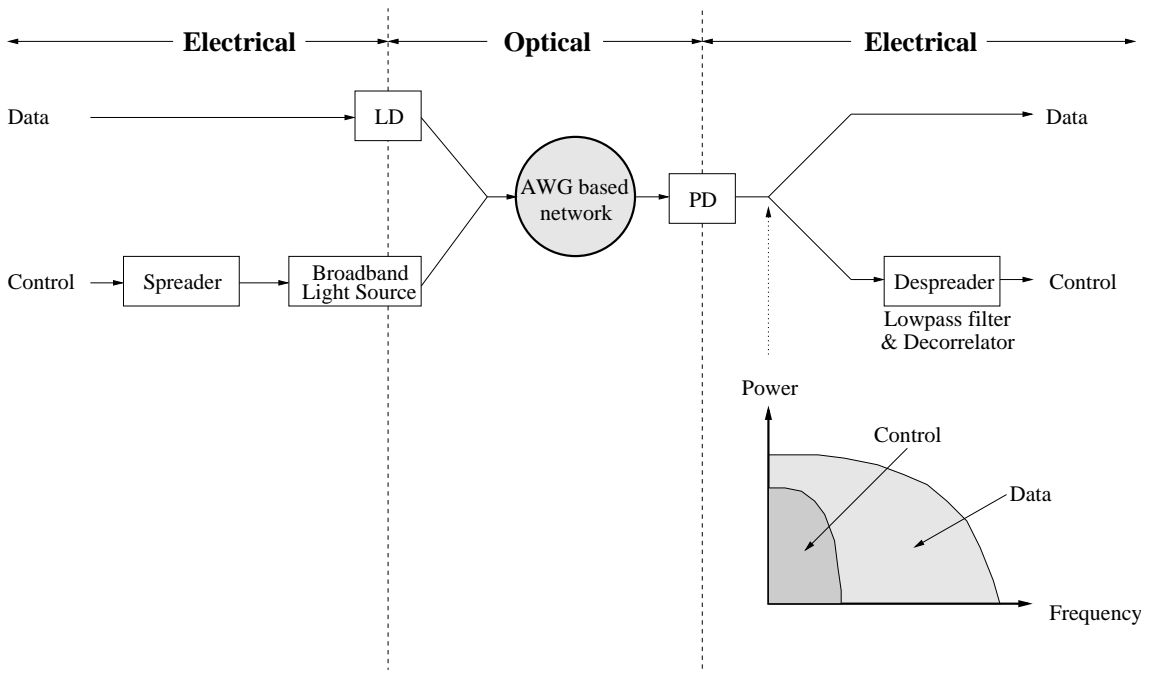 Electrical
Optical
Electrical
Data
LD
Data
AWG based
network
PD
Control
Spreader
Broadband
Light Source
Despreader
Control
Lowpass filter
& Decorrelator
Power
Control
Data
Frequency